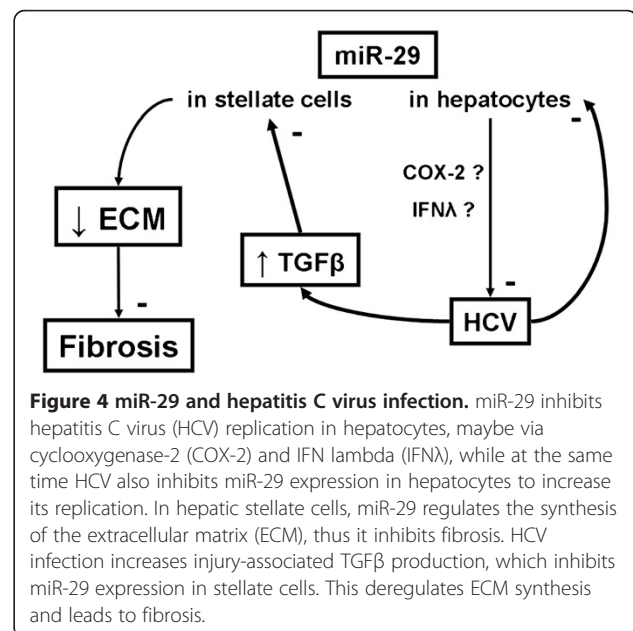 miR-29
in stellate cells
in hepatocytes
-
-
COX-2 ?
IFNλ ?
↓ ECM
↑ TGFβ
-
-
HCV
Fibrosis
Figure 4 miR-29 and hepatitis C virus infection. miR-29 inhibits
hepatitis C virus (HCV) replication in hepatocytes, maybe via
cyclooxygenase-2 (COX-2) and IFN lambda (IFNλ), while at the same
time HCV also inhibits miR-29 expression in hepatocytes to increase
its replication. In hepatic stellate cells, miR-29 regulates the synthesis
of the extracellular matrix (ECM), thus it inhibits fibrosis. HCV
infection increases injury-associated TGFβ production, which inhibits
miR-29 expression in stellate cells. This deregulates ECM synthesis
and leads to fibrosis.